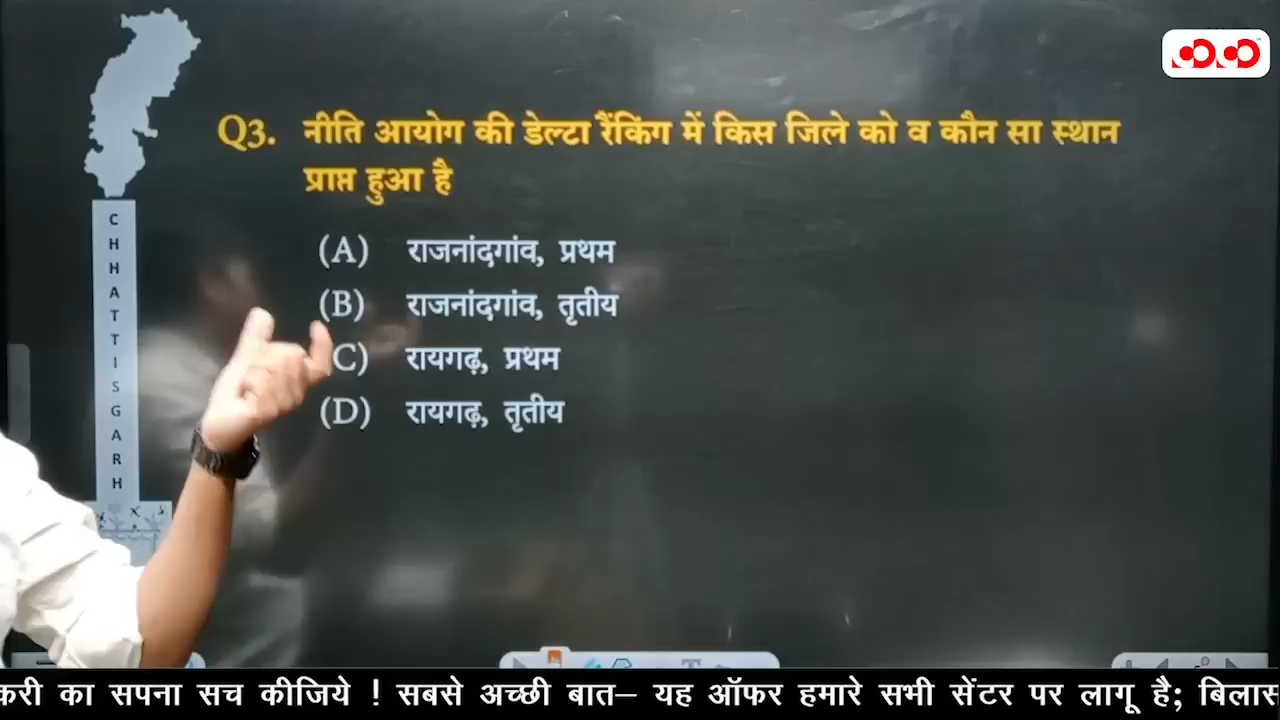 Q3. नीति आयोग की डेल्टा रैंकिंग में किस जिले को व कौन सा स्थान
प्राप्त हुआ है
(A) राजनांदगांव, प्रथम
(B) राजनांदगांव, तृतीय
C) रायगढ़, प्रथम
(D) रायगढ़, तृतीय
CHHATTISGARH
करी का सपना सच कीजिये ! सबसे अच्छी बात– यह ऑफर हमारे सभी सेंटर पर लागू है; बिलास